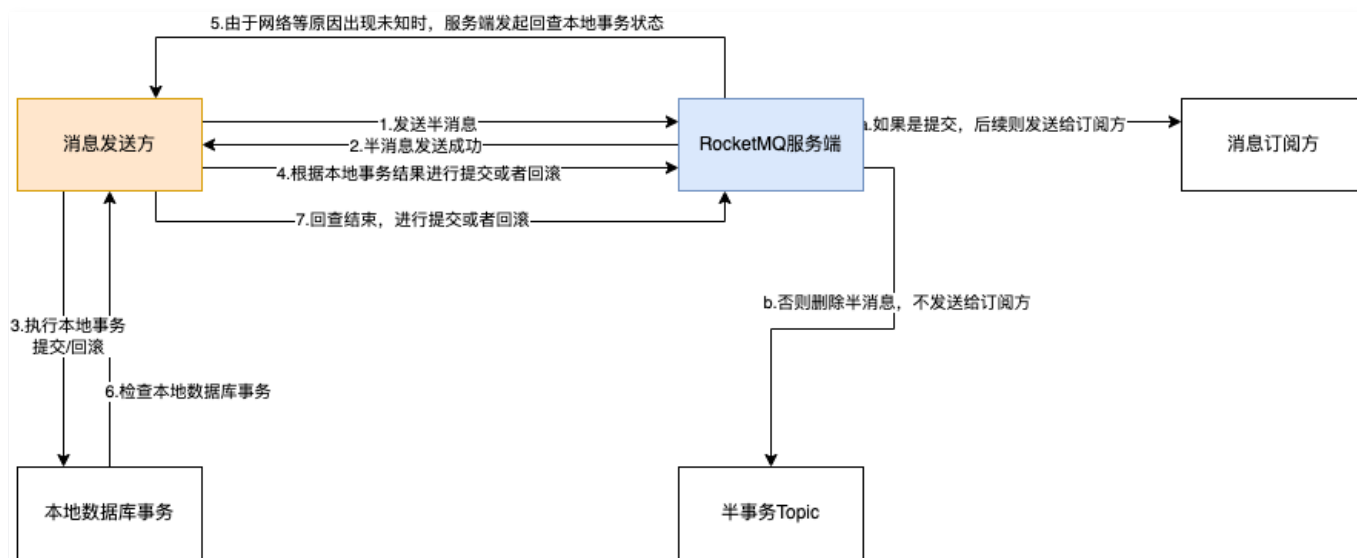 5.由于网络等原因出现未知时，服务端发起回查本地事务状态
消息发送方
1.发送半消息
2.半消息发送成功
4.根据本地事务结果进行提交或者回滚
7.回查结束，进行提交或者回滚
RocketMQ服务端
a.如果是提交，后续则发送给订阅方
消息订阅方
b.否则删除半消息，不发送给订阅方
3.执行本地事务
提交/回滚
6.检查本地数据库事务
本地数据库事务
半事务Topic